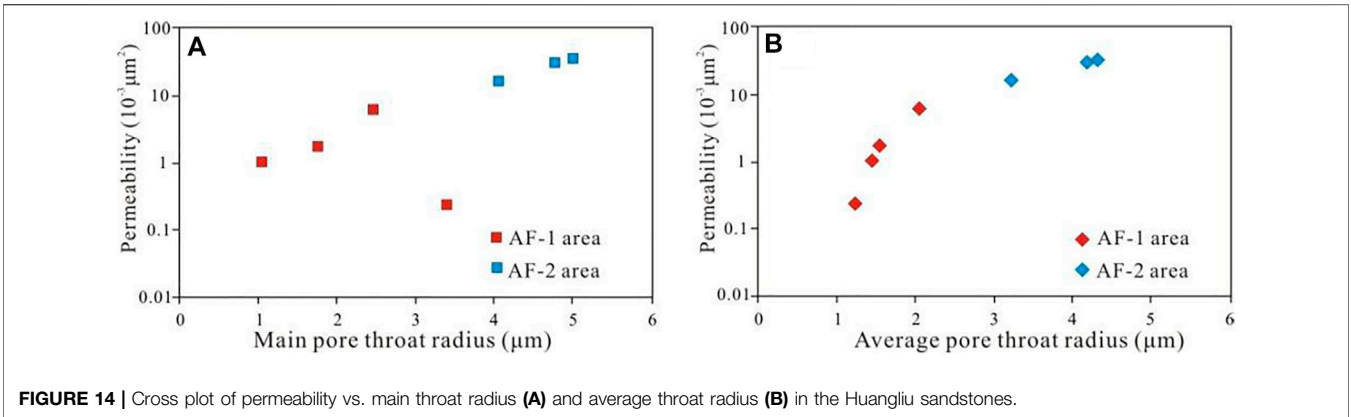 A
Permeability (10⁻³μm²)
100
10
1
0.1
0.01
0 1 2 3 4 5 6
Main pore throat radius (μm)
AF-1 area
AF-2 area
B
Permeability (10⁻³μm²)
100
10
1
0.1
0.01
0 1 2 3 4 5 6
Average pore throat radius (μm)
AF-1 area
AF-2 area
FIGURE 14 | Cross plot of permeability vs. main throat radius (A) and average throat radius (B) in the Huangliu sandstones.